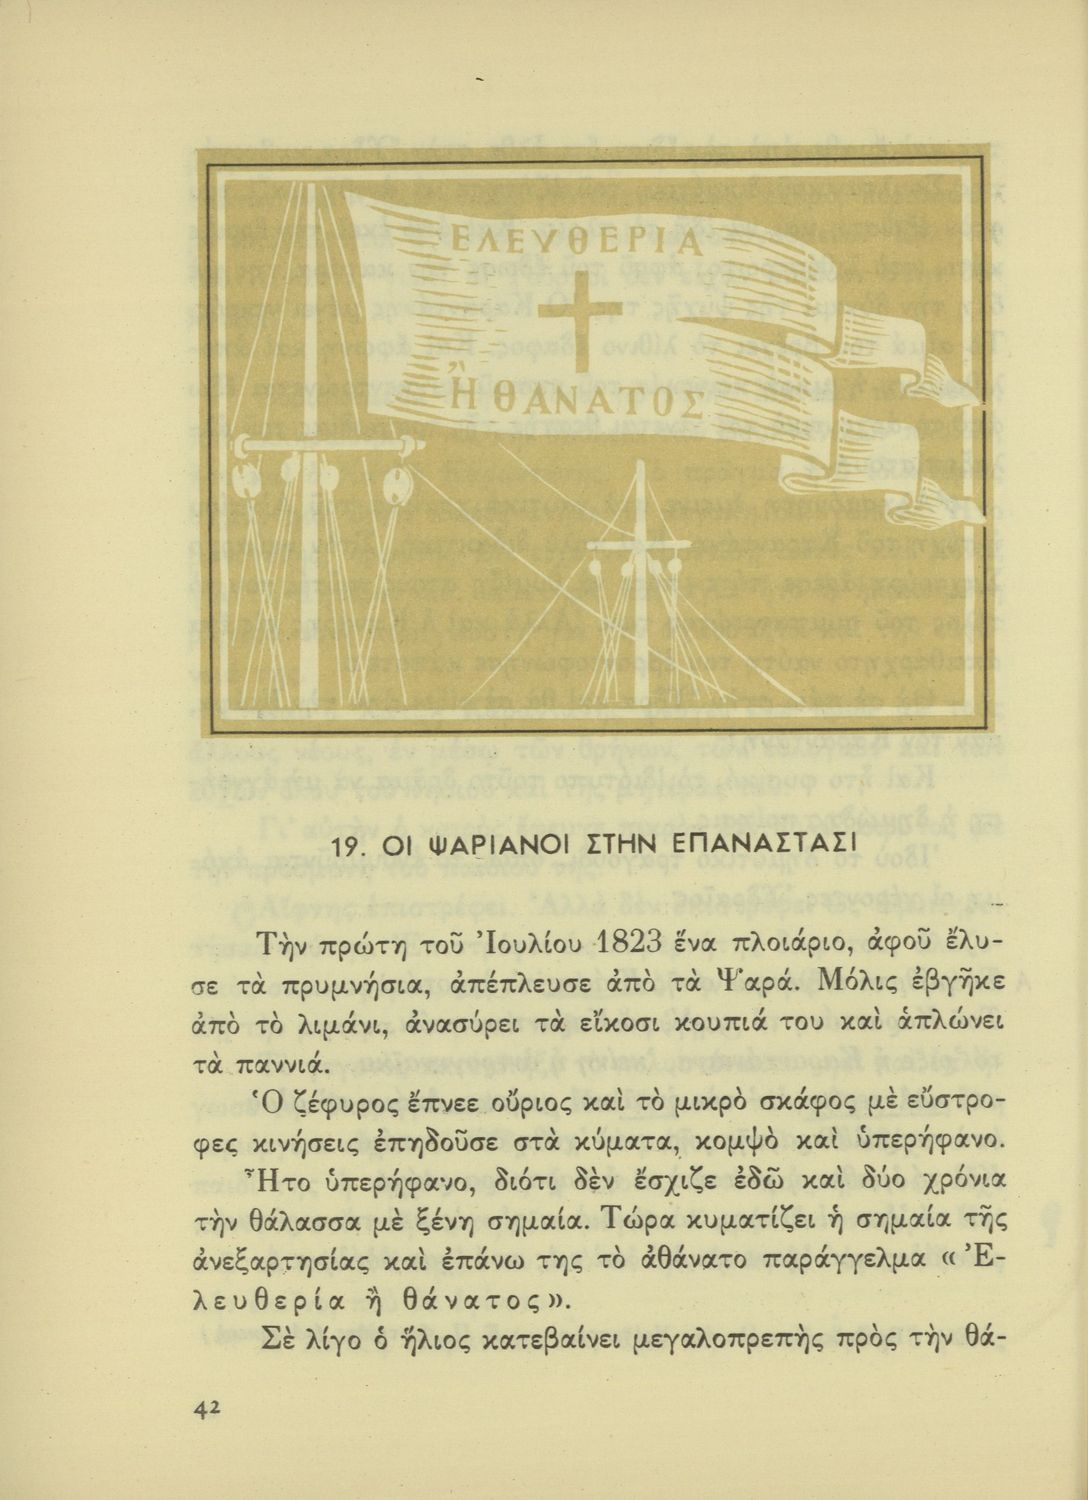 ΕΛΕΥΘΕΡΙΑ
Ἢ ΘΑΝΑΤΟΣ
19. ΟΙ ΨΑΡΙΑΝΟΙ ΣΤΗΝ ΕΠΑΝΑΣΤΑΣΙ
Τὴν πρώτη τοῦ Ἰουλίου 1823 ἕνα πλοιάριο, ἀφοῦ ἔλυ-
σε τὰ πρυμνήσια, ἀπέπλευσε ἀπὸ τὰ Ψαρά. Μόλις ἐβγῆκε
ἀπὸ τὸ λιμάνι, ἀνασύρει τὰ εἴκοσι κουπιά του καὶ ἁπλώνει
τὰ παννιά.
Ὁ ζέφυρος ἔπνεε οὔριος καὶ τὸ μικρὸ σκάφος μὲ εὔστρο-
φες κινήσεις ἐπηδοῦσε στὰ κύματα, κομψὸ καὶ ὑπερήφανο.
Ἦτο ὑπερήφανο, διότι δὲν ἔσχιζε ἐδῶ καὶ δύο χρόνια
τὴν θάλασσα μὲ ξένη σημαία. Τώρα κυματίζει ἡ σημαία τῆς
ἀνεξαρτησίας καὶ ἐπάνω της τὸ ἀθάνατο παράγγελμα « Ἐ-
λευθερία ἢ θάνατος».
Σὲ λίγο ὁ ἥλιος κατεβαίνει μεγαλοπρεπὴς πρὸς τὴν θά-
42